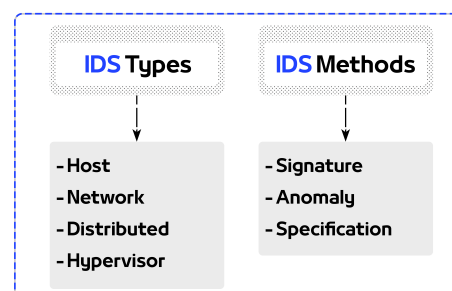 IDS Types
- Host
- Network
- Distributed
- Hypervisor
IDS Methods
- Signature
- Anomaly
- Specification